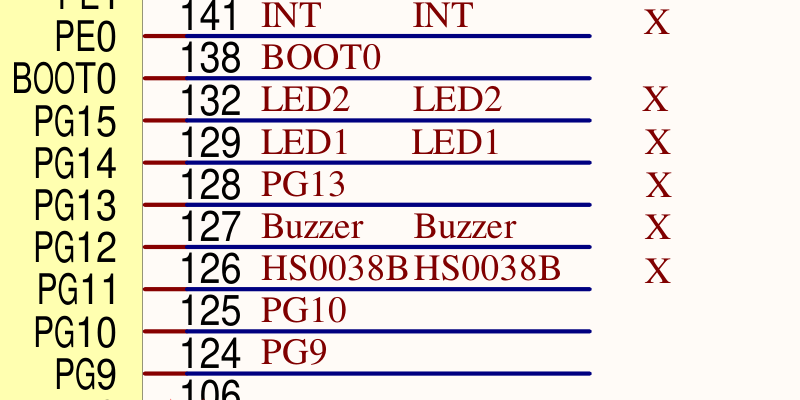 141 INT INT X
PE0
138 BOOT0
BOOT0
132 LED2 LED2 X
PG15
129 LED1 LED1 X
PG14
128 PG13 X
PG13
127 Buzzer Buzzer X
PG12
126 HS0038B HS0038B X
PG11
125 PG10
PG10
124 PG9
PG9
106